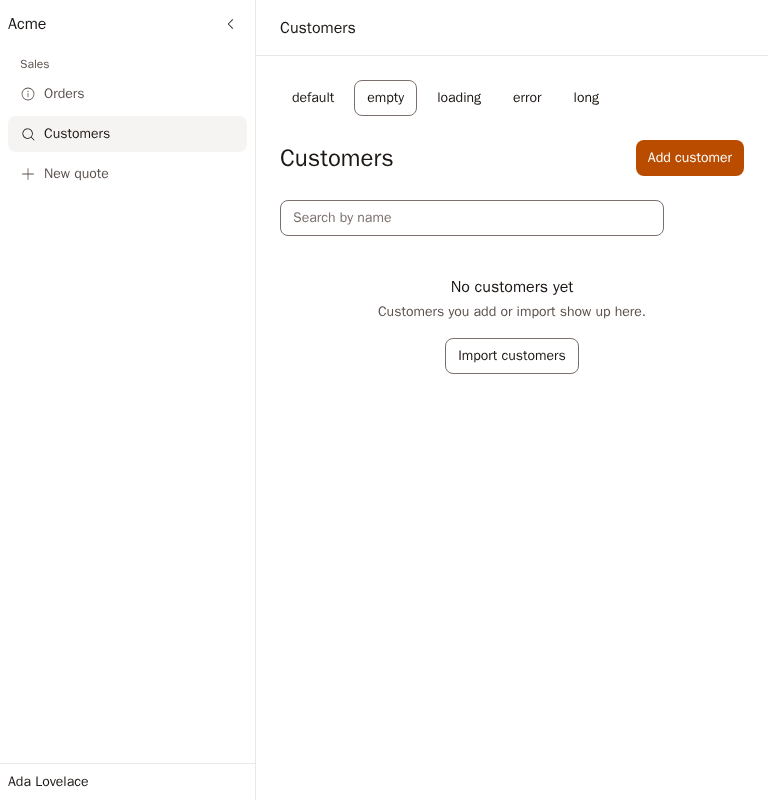 Acme
Sales
Orders
Customers
New quote
Ada Lovelace
Customers
default
empty
loading
error
long
Customers
Add customer
Search by name
No customers yet
Customers you add or import show up here.
Import customers